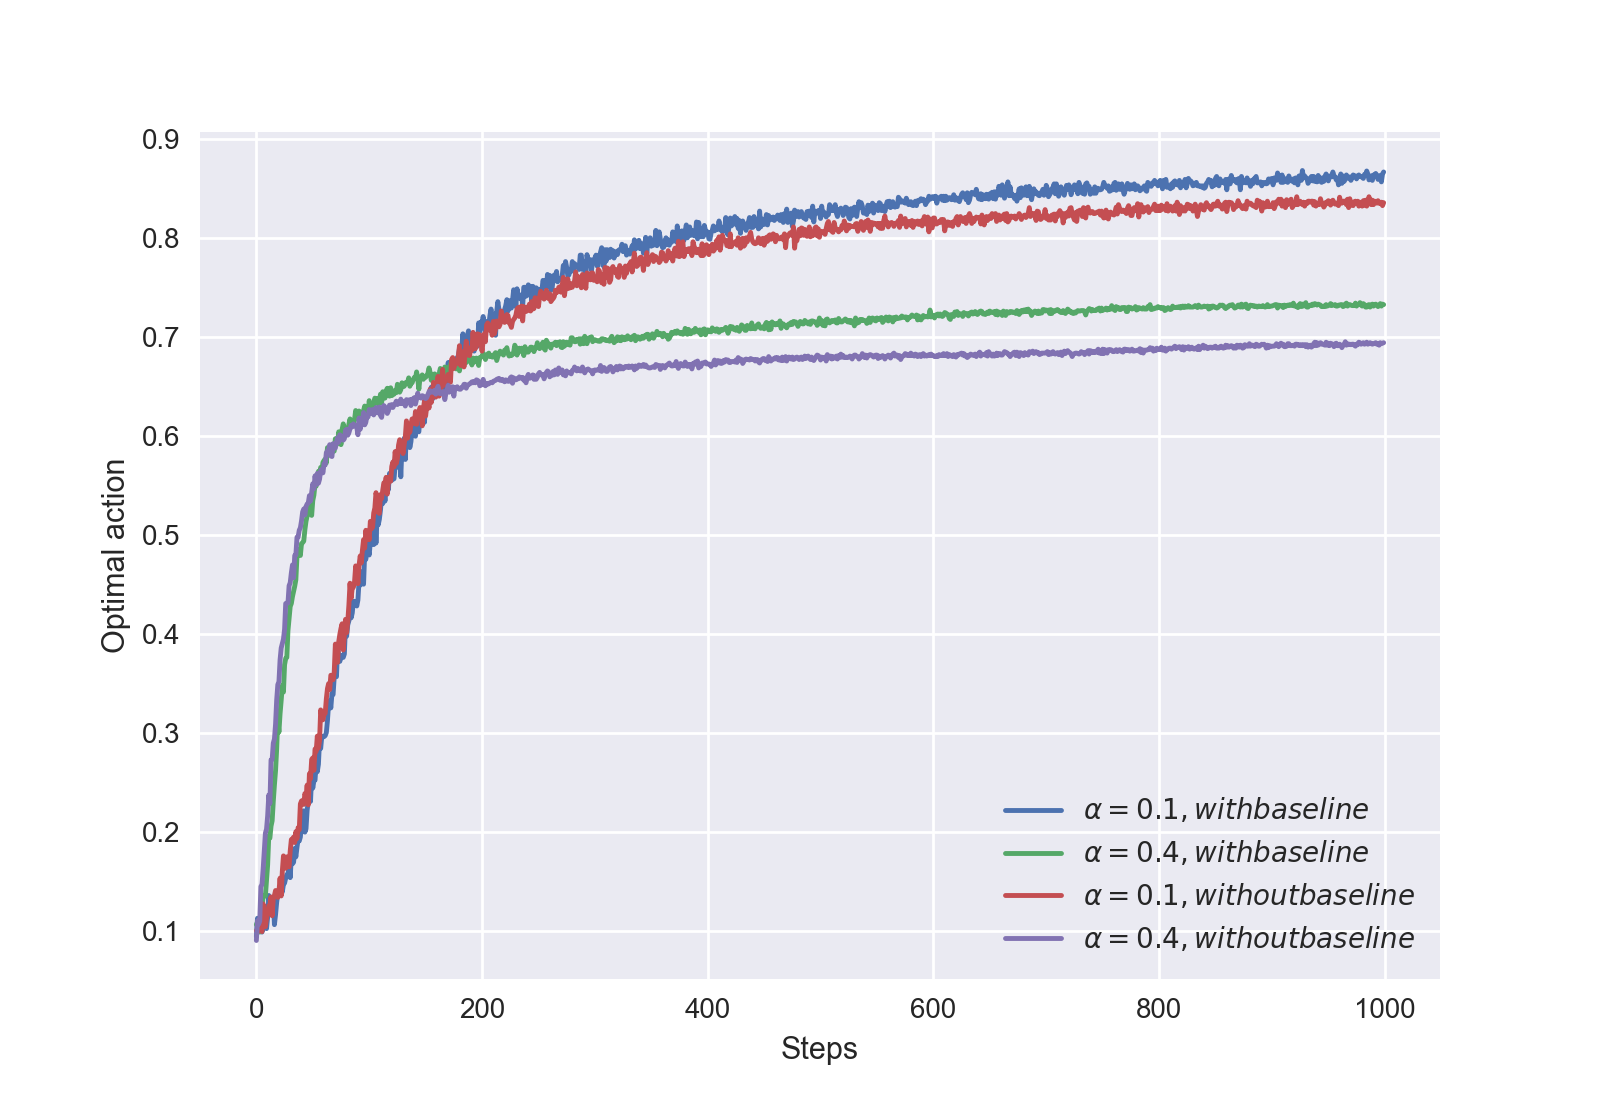 0.9
0.8
0.7
0.6
0.5
0.4
0.3
0.2
0.1
Optimal action
0 200 400 600 800 1000
Steps
α = 0.1, withbaseline
α = 0.4, withbaseline
α = 0.1, withoutbaseline
α = 0.4, withoutbaseline